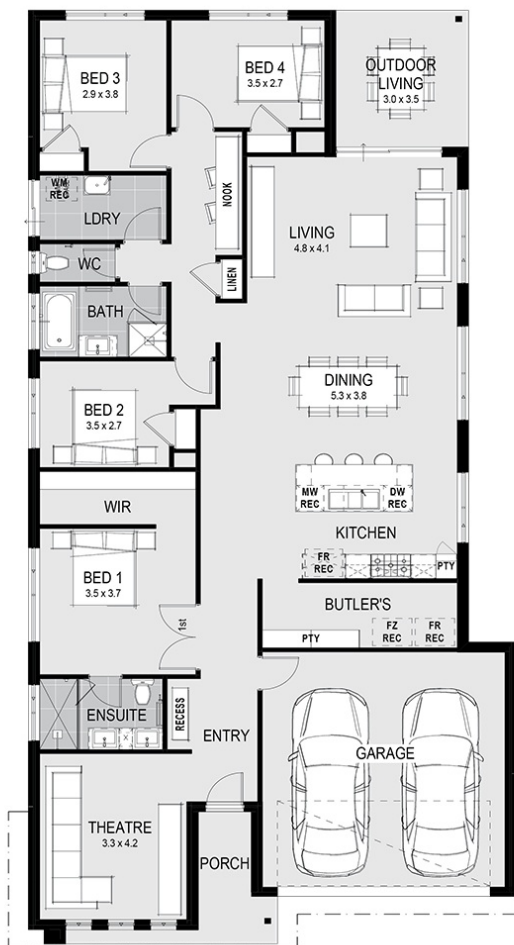 BED 3
2.9 x 3.8
BED 4
3.5 x 2.7
OUTDOOR
LIVING
3.0 x 3.5
WM
REC
LDRY
NOOK
LIVING
4.8 x 4.1
WC
LINEN
BATH
DINING
5.3 x 3.8
BED 2
3.5 x 2.7
MW
REC
DW
REC
WIR
KITCHEN
FR
REC
PTY
BED 1
3.5 x 3.7
1st
BUTLER'S
PTY
FZ
REC
FR
REC
ENSUITE
RECESS
ENTRY
GARAGE
THEATRE
3.3 x 4.2
PORCH